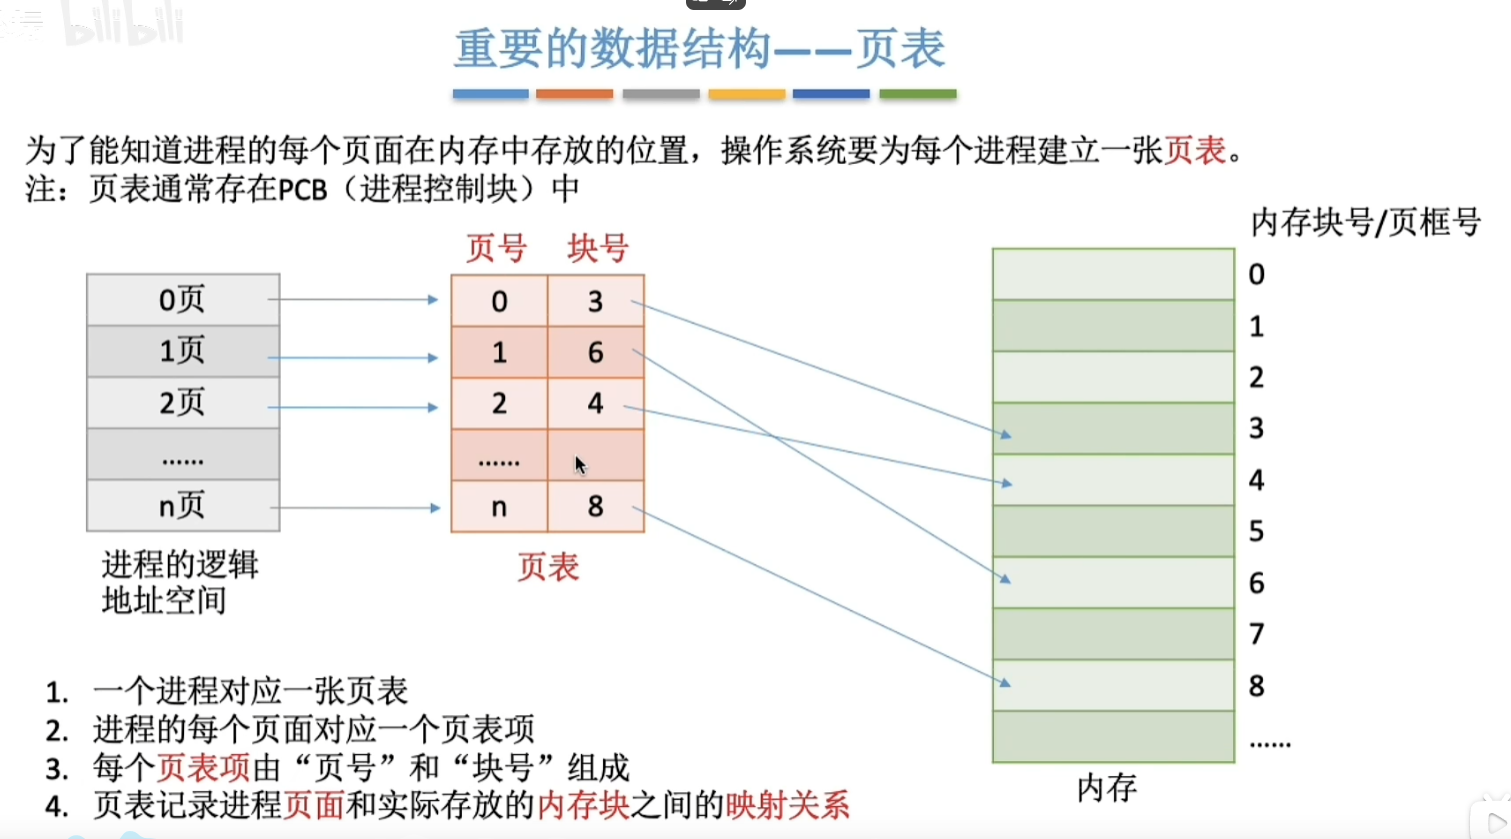 bilibili
重要的数据结构——页表
为了能知道进程的每个页面在内存中存放的位置，操作系统要为每个进程建立一张页表。
注：页表通常存在PCB（进程控制块）中
内存块号/页框号
页号 块号
0页
1页
2页
......
n页
进程的逻辑
地址空间
0 3
1 6
2 4
......
n 8
页表
0
1
2
3
4
5
6
7
8
......
内存
1. 一个进程对应一张页表
2. 进程的每个页面对应一个页表项
3. 每个页表项由“页号”和“块号”组成
4. 页表记录进程页面和实际存放的内存块之间的映射关系